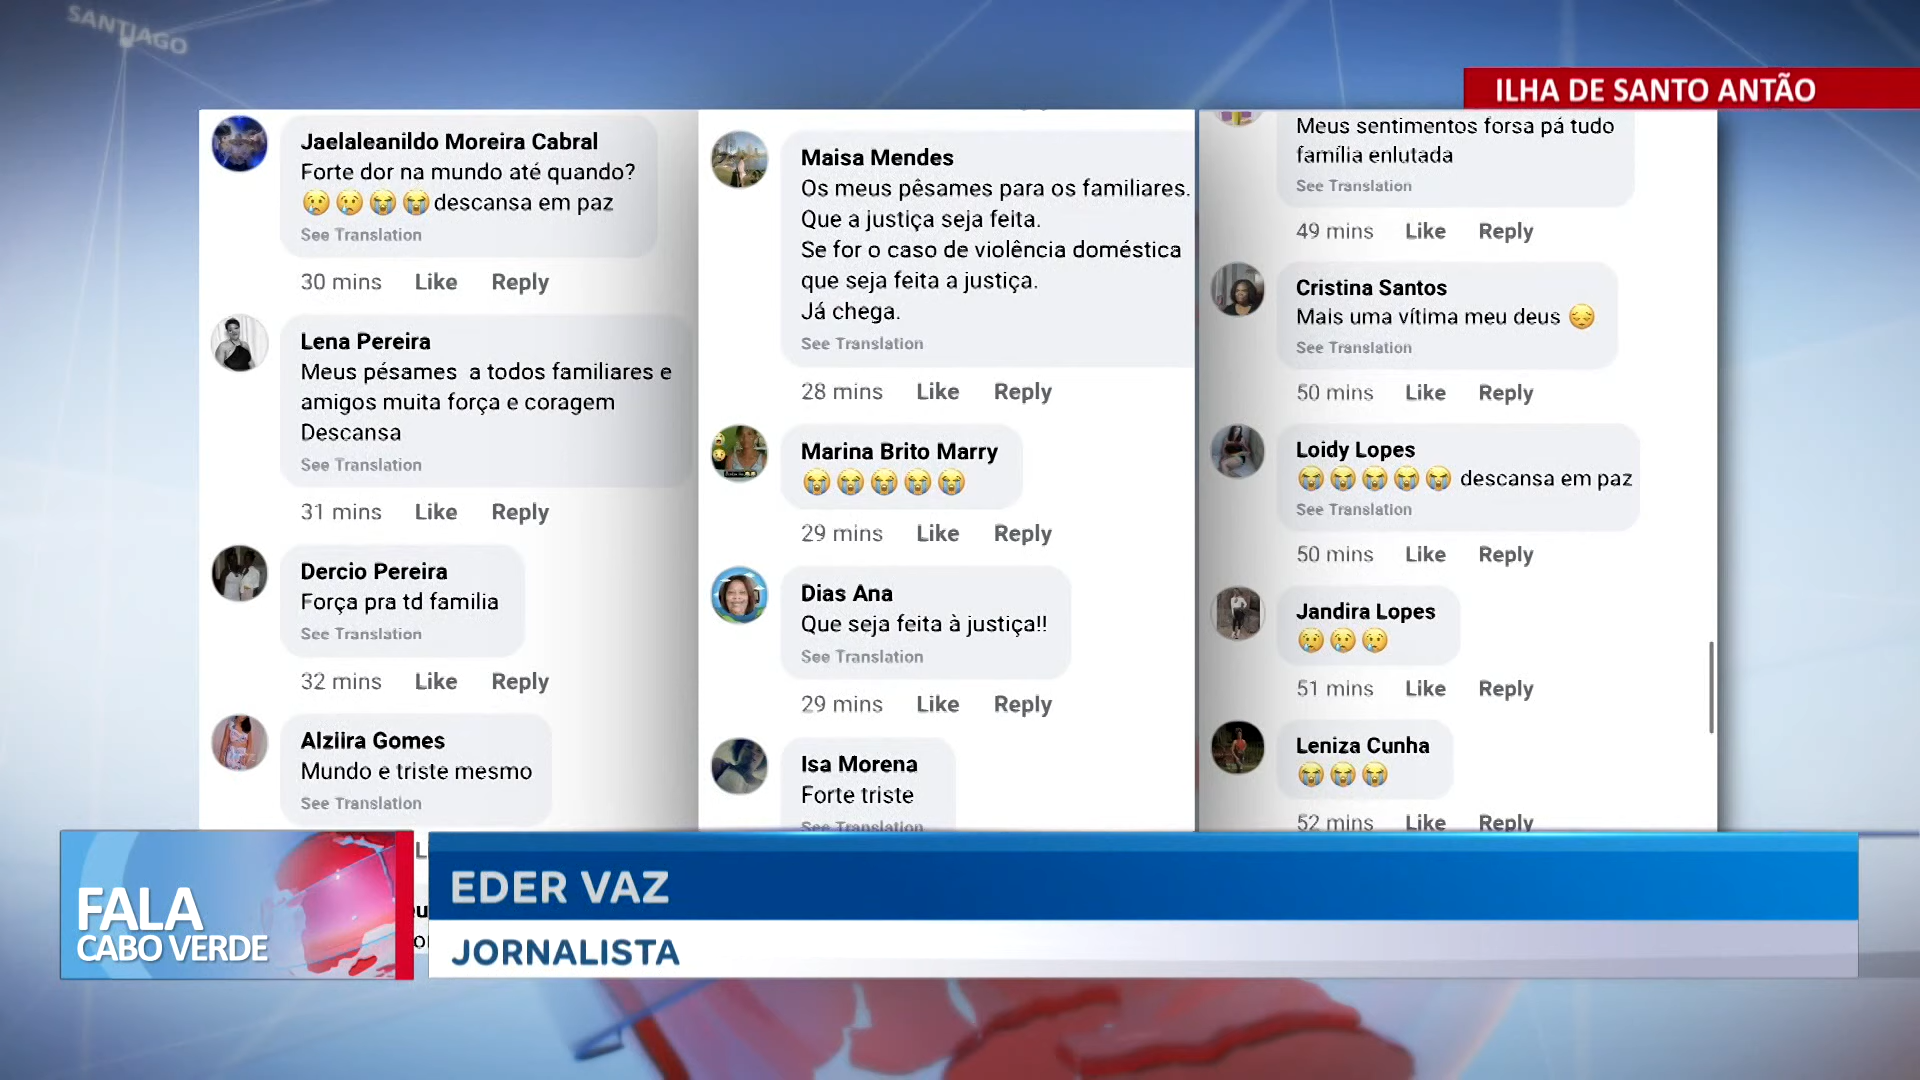 SANTIAGO
ILHA DE SANTO ANTÃO
Jaelaleanildo Moreira Cabral
Forte dor na mundo até quando?
😢😢😭😭 descansa em paz
See Translation
30 mins Like Reply
Lena Pereira
Meus pésames a todos familiares e
amigos muita força e coragem
Descansa
See Translation
31 mins Like Reply
Dercio Pereira
Força pra td familia
See Translation
32 mins Like Reply
Alziira Gomes
Mundo e triste mesmo
See Translation
Maisa Mendes
Os meus pêsames para os familiares.
Que a justiça seja feita.
Se for o caso de violência doméstica
que seja feita a justiça.
Já chega.
See Translation
28 mins Like Reply
Marina Brito Marry
😭😭😭😭😭
29 mins Like Reply
Dias Ana
Que seja feita à justiça!!
See Translation
29 mins Like Reply
Isa Morena
Forte triste
See Translation
Meus sentimentos forsa pá tudo
família enlutada
See Translation
49 mins Like Reply
Cristina Santos
Mais uma vítima meu deus 😔
See Translation
50 mins Like Reply
Loidy Lopes
😭😭😭😭😭 descansa em paz
See Translation
50 mins Like Reply
Jandira Lopes
😢😢😢
51 mins Like Reply
Leniza Cunha
😭😭😭
52 mins Like Reply
FALA
CABO VERDE
EDER VAZ
JORNALISTA